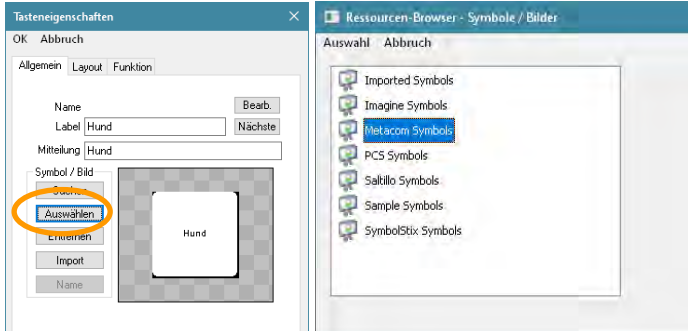 Tasteneigenschaften
OK Abbruch
Allgemein Layout Funktion
Name Bearb.
Label Hund Nächste
Mitteilung Hund
Symbol / Bild
Suchen
Auswählen
Entfernen
Import
Name
Hund
Ressourcen-Browser - Symbole / Bilder
Auswahl Abbruch
Imported Symbols
Imagine Symbols
Metacom Symbols
PCS Symbols
Saltillo Symbols
Sample Symbols
SymbolStix Symbols